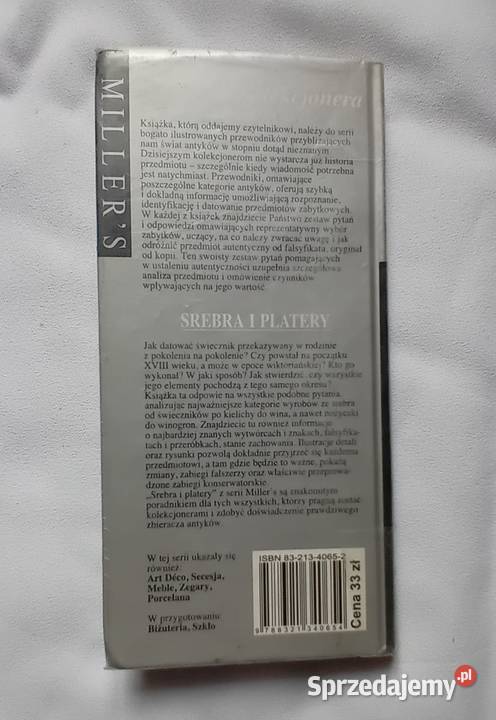 MILLER'S
Książka, którą oddajemy czytelnikowi, należy do serii
bogato ilustrowanych przewodników przybliżających
nam świat antyków w stopniu dotąd nieznanym.
Dzisiejszym kolekcjonerom nie wystarcza już historia
przedmiotu – szczególnie kiedy wiadomość potrzebna
jest natychmiast. Przewodniki, omawiające
poszczególne kategorie antyków, oferują szybką
i dokładną informację umożliwiającą rozpoznanie,
identyfikację i datowanie przedmiotów zabytkowych.
W każdej z książek znajdziecie Państwo zestaw pytań
i odpowiedzi omawiających reprezentatywny wybór
zabytków, uczący, na co należy zwracać uwagę i jak
odróżnić przedmiot autentyczny od falsyfikatu, oryginał
od kopii. Ten swoisty zestaw pytań pomagających
w ustaleniu autentyczności uzupełnia szczegółowa
analiza przedmiotu i omówienie czynników
wpływających na jego wartość.
SREBRA I PLATERY
Jak datować świecznik przekazywany w rodzinie
z pokolenia na pokolenie? Czy powstał na początku
XVIII wieku, a może w epoce wiktoriańskiej? Kto go
wykonał? W jaki sposób? Jak stwierdzić, czy wszystkie
jego elementy pochodzą z tego samego okresu?
Książka ta odpowie na wszystkie podobne pytania,
analizując najważniejsze kategorie wyrobów ze srebra
od świeczników po kielichy do wina, a nawet nożyczki
do winogron. Znajdziecie tu również informacje
o najbardziej znanych wytwórcach i znakach, falsyfika-
tach i przeróbkach, stanie zachowania. Ilustracje detali
oraz rysunki pozwolą dokładnie przyjrzeć się każdemu
przedmiotowi, a tam gdzie będzie to ważne, pokażą
zmiany, zabiegi falszerzy oraz właściwie przeprowa-
dzone zabiegi konserwatorskie.
„Srebra i platery” z serii Miller's są znakomitym
poradnikiem dla tych wszystkich, którzy pragną zostać
kolekcjonerami i zdobyć doświadczenie prawdziwego
zbieracza antyków.
W tej serii ukazały się
również:
Art Déco, Secesja,
Meble, Zegary,
Porcelana
W przygotowaniu:
Biżuteria, Szkło
ISBN 83-213-4065-2
9788321340654
Cena 33 zł
Sprzedajemy.pl